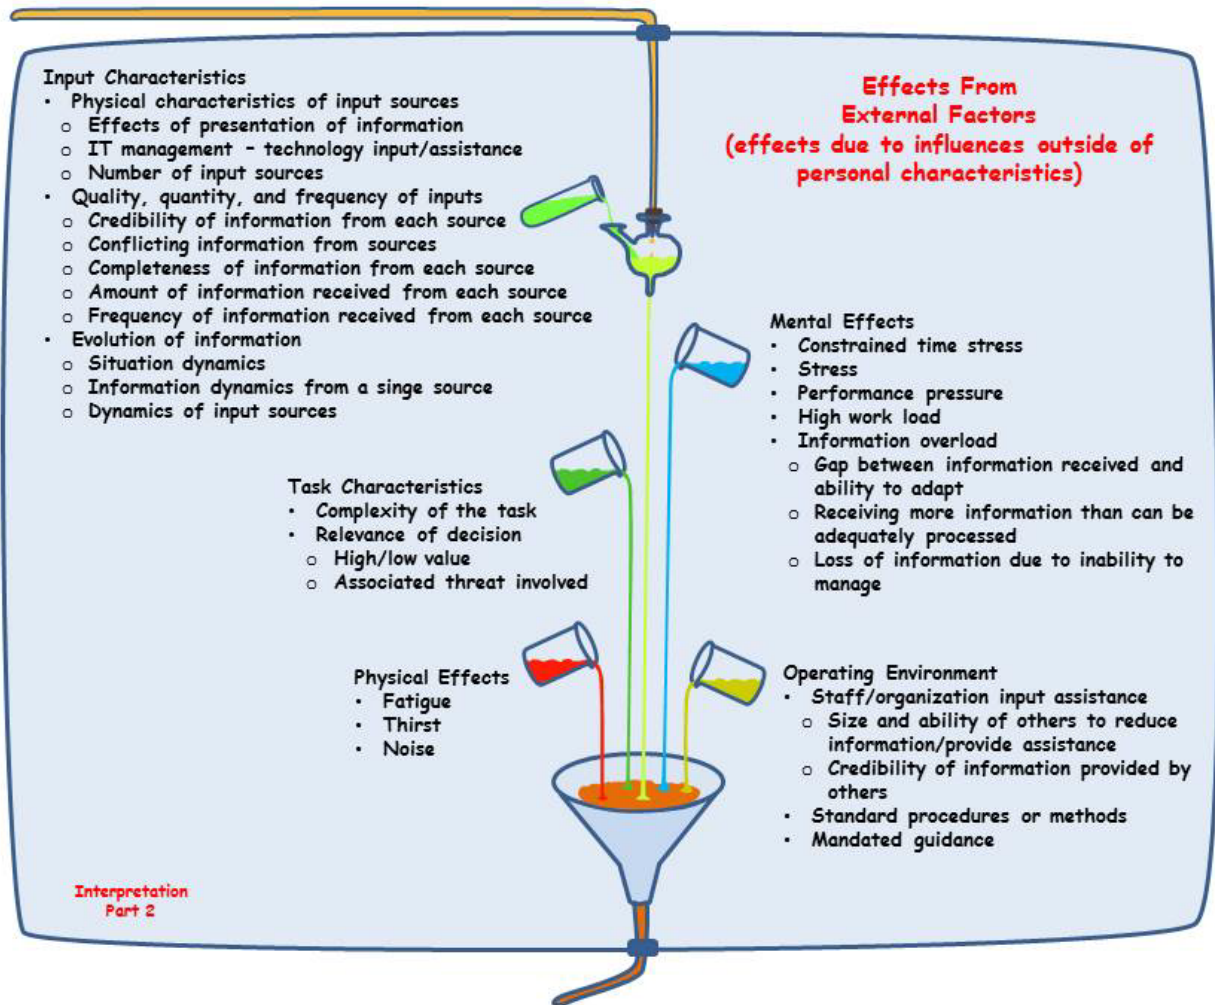 Input Characteristics
• Physical characteristics of input sources
o Effects of presentation of information
o IT management – technology input/assistance
o Number of input sources
• Quality, quantity, and frequency of inputs
o Credibility of information from each source
o Conflicting information from sources
o Completeness of information from each source
o Amount of information received from each source
o Frequency of information received from each source
• Evolution of information
o Situation dynamics
o Information dynamics from a singe source
o Dynamics of input sources
Effects From
External Factors
(effects due to influences outside of
personal characteristics)
Mental Effects
• Constrained time stress
• Stress
• Performance pressure
• High work load
• Information overload
o Gap between information received and
ability to adapt
o Receiving more information than can be
adequately processed
o Loss of information due to inability to
manage
Task Characteristics
• Complexity of the task
• Relevance of decision
o High/low value
o Associated threat involved
Physical Effects
• Fatigue
• Thirst
• Noise
Operating Environment
• Staff/organization input assistance
o Size and ability of others to reduce
information/provide assistance
o Credibility of information provided by
others
• Standard procedures or methods
• Mandated guidance
Interpretation
Part 2